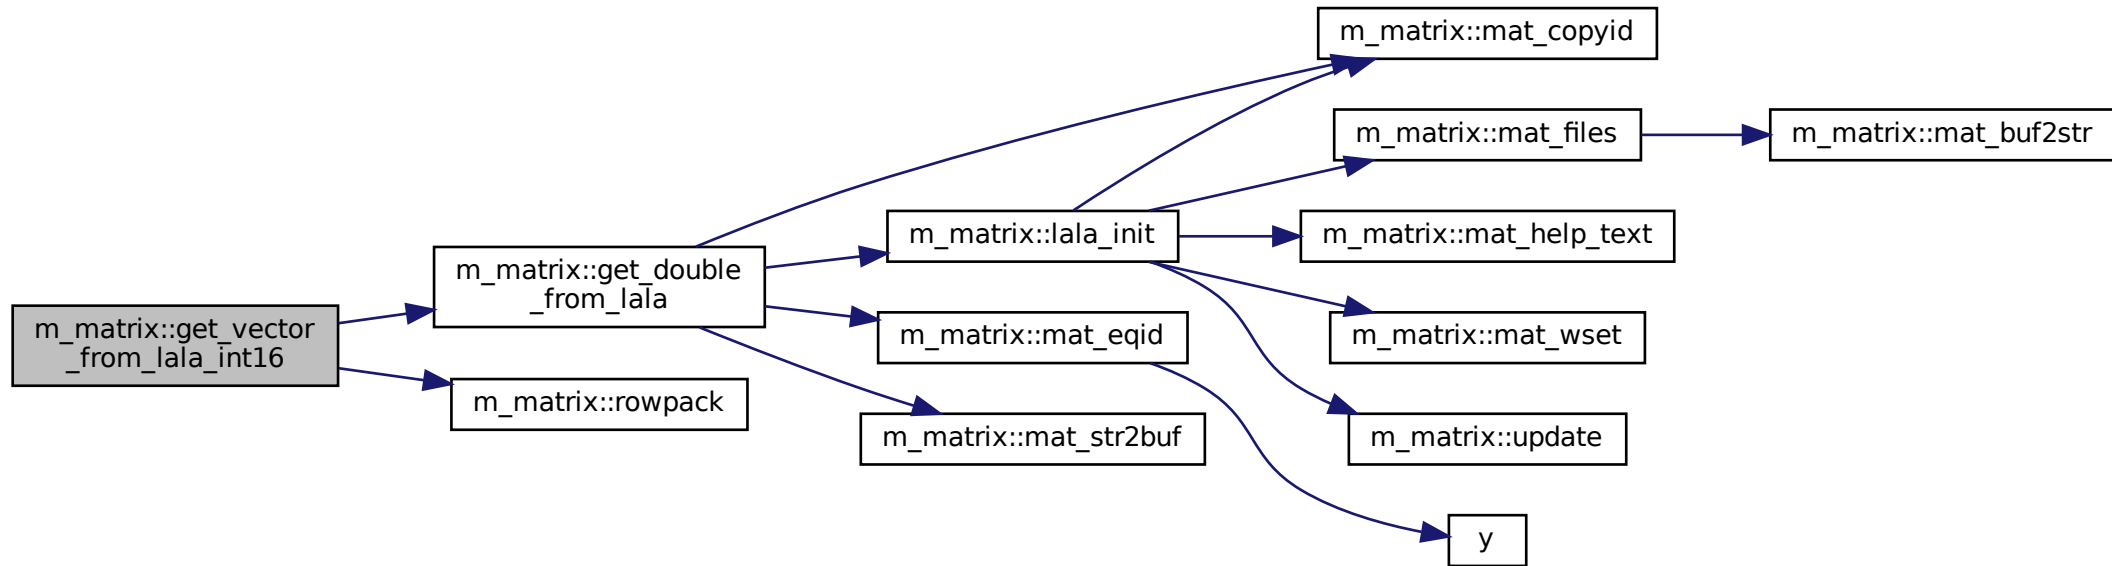 m_matrix::get_vector
_from_lala_int16
m_matrix::get_double
_from_lala
m_matrix::rowpack
m_matrix::lala_init
m_matrix::mat_eqid
m_matrix::mat_str2buf
m_matrix::mat_copyid
m_matrix::mat_files
m_matrix::mat_help_text
m_matrix::mat_wset
m_matrix::update
y
m_matrix::mat_buf2str